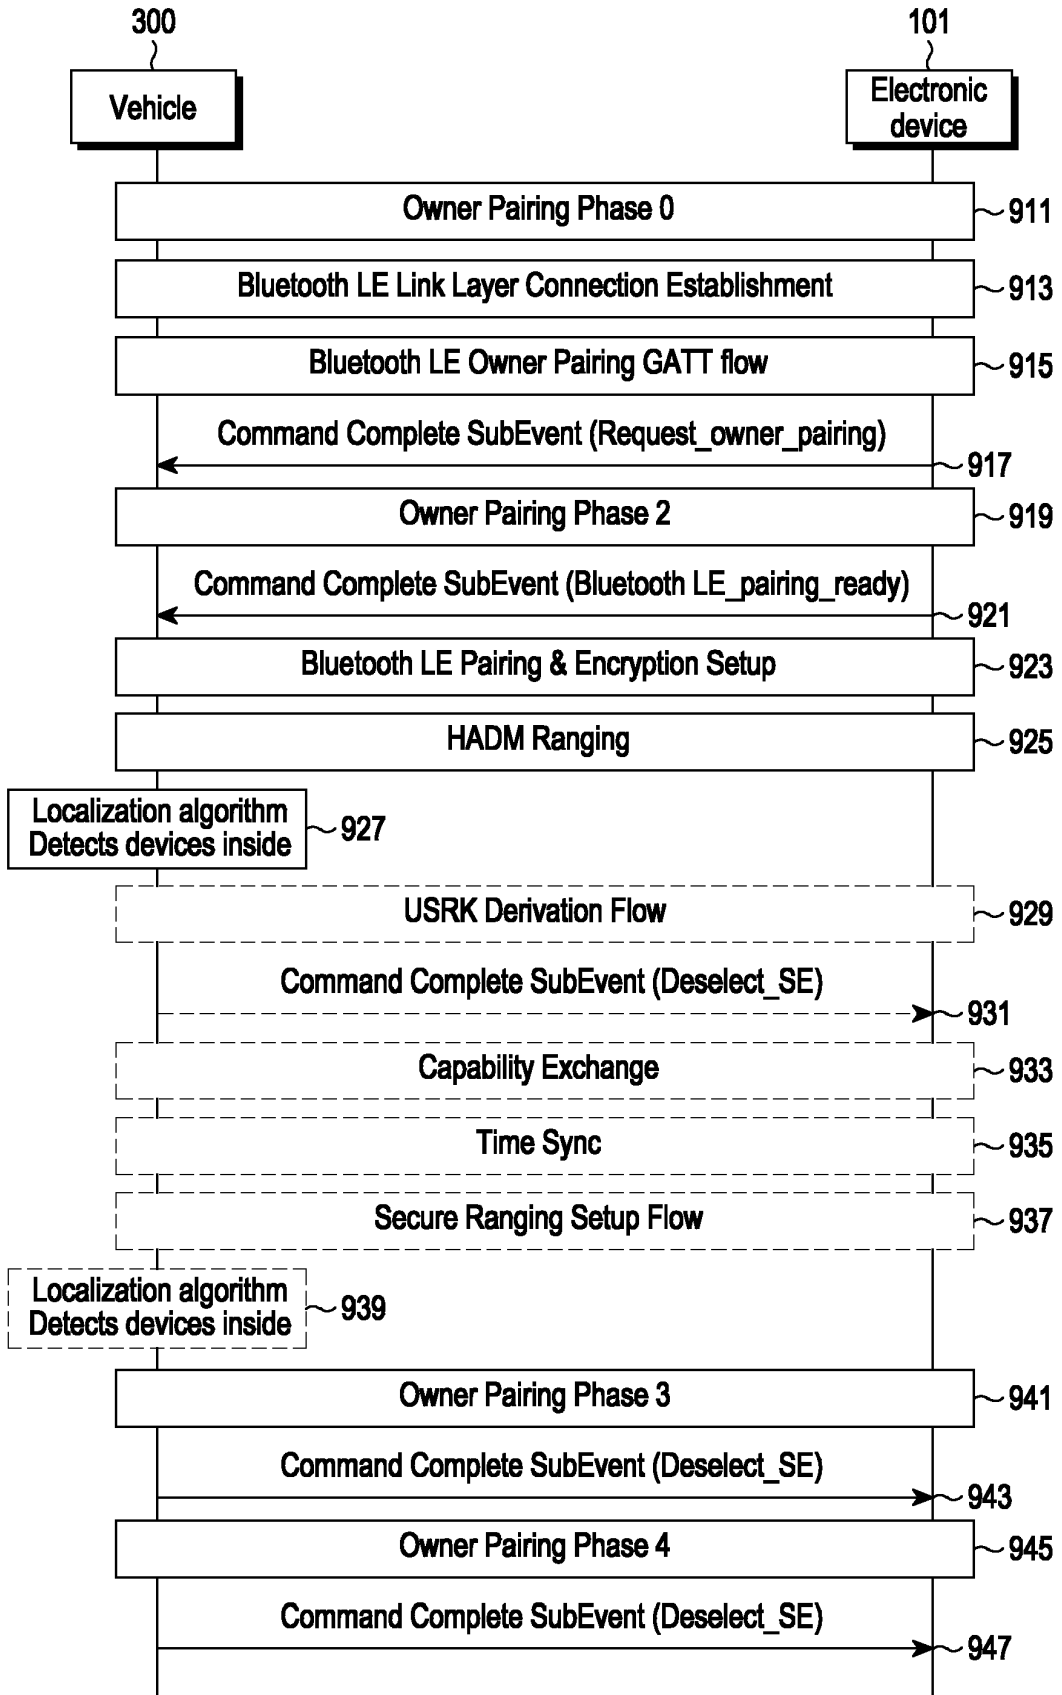 300
101
Vehicle
Electronic
device
Owner Pairing Phase 0
911
Bluetooth LE Link Layer Connection Establishment
913
Bluetooth LE Owner Pairing GATT flow
915
Command Complete SubEvent (Request_owner_pairing)
917
Owner Pairing Phase 2
919
Command Complete SubEvent (Bluetooth LE_pairing_ready)
921
Bluetooth LE Pairing & Encryption Setup
923
HADM Ranging
925
Localization algorithm
Detects devices inside
927
USRK Derivation Flow
929
Command Complete SubEvent (Deselect_SE)
931
Capability Exchange
933
Time Sync
935
Secure Ranging Setup Flow
937
Localization algorithm
Detects devices inside
939
Owner Pairing Phase 3
941
Command Complete SubEvent (Deselect_SE)
943
Owner Pairing Phase 4
945
Command Complete SubEvent (Deselect_SE)
947